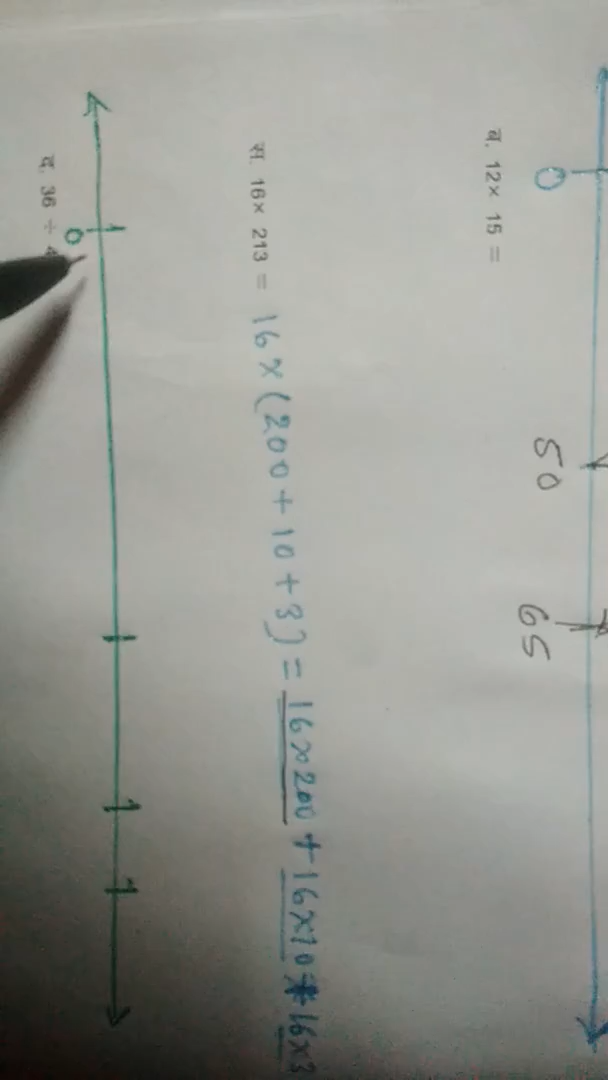 0 50 65
ब. 12× 15 =
स. 16× 213 = 16×(200+10+3) = 16×200 + 16×10 + 16×3
0
द. 36 ÷ 4